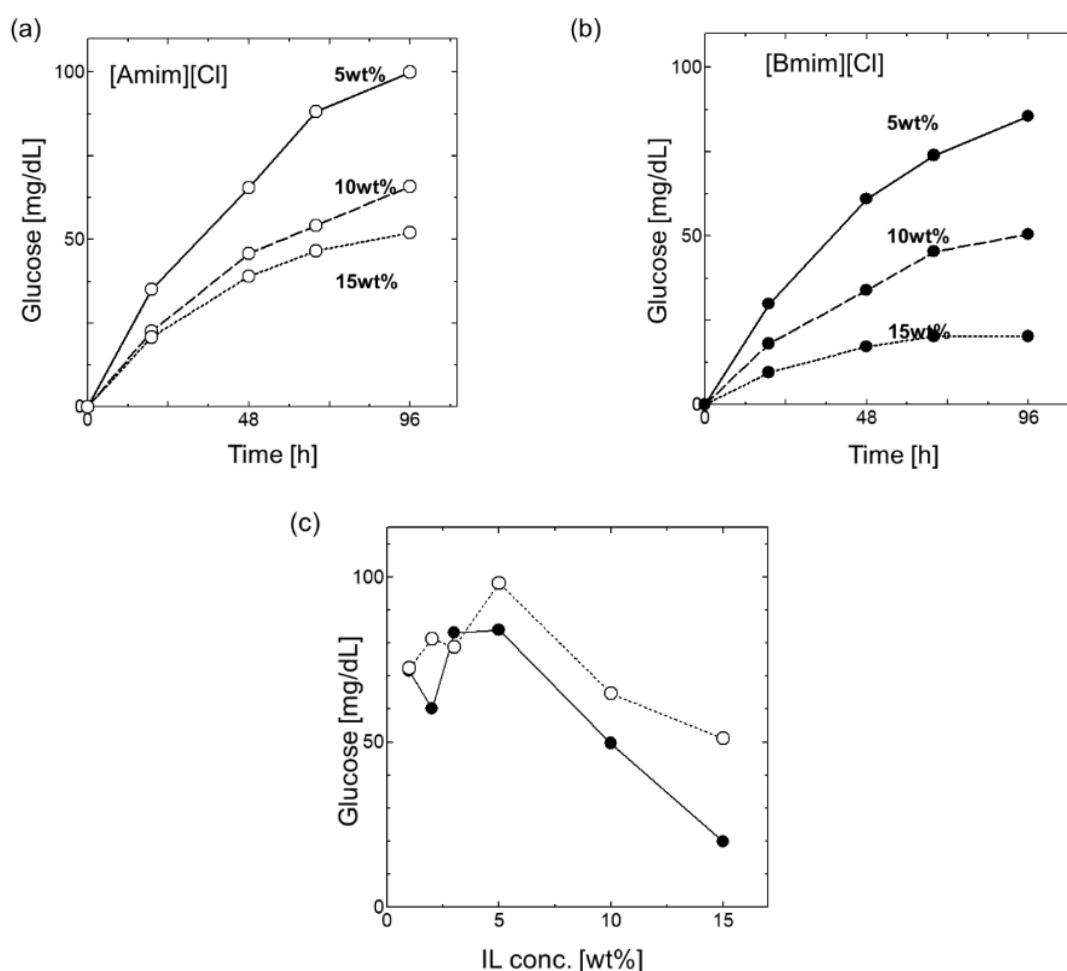 (a)
[Amim][Cl]
100
50
0
5wt%
10wt%
15wt%
Glucose [mg/dL]
0 48 96
Time [h]
(b)
[Bmim][Cl]
100
50
0
5wt%
10wt%
15wt%
Glucose [mg/dL]
0 48 96
Time [h]
(c)
100
50
0
Glucose [mg/dL]
0 5 10 15
IL conc. [wt%]